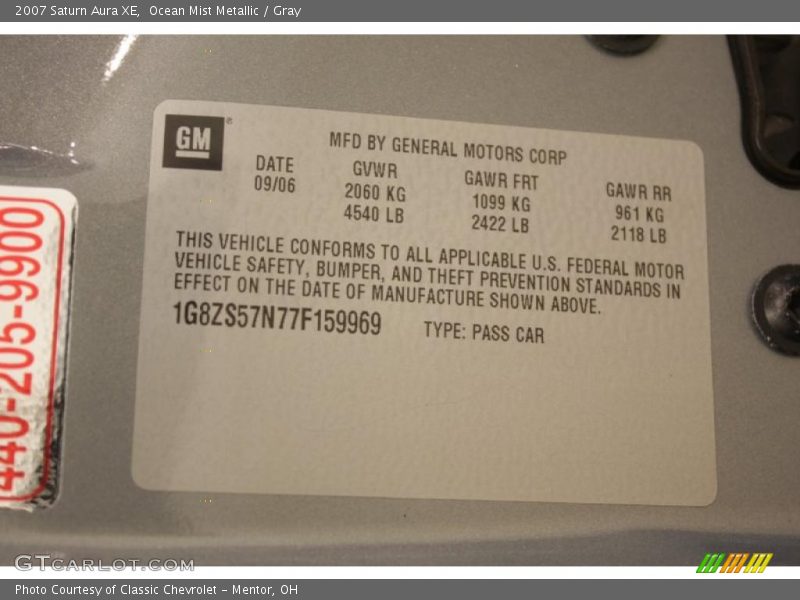 2007 Saturn Aura XE, Ocean Mist Metallic / Gray
GM®
MFD BY GENERAL MOTORS CORP
DATE GVWR GAWR FRT GAWR RR
09/06 2060 KG 1099 KG 961 KG
4540 LB 2422 LB 2118 LB
THIS VEHICLE CONFORMS TO ALL APPLICABLE U.S. FEDERAL MOTOR
VEHICLE SAFETY, BUMPER, AND THEFT PREVENTION STANDARDS IN
EFFECT ON THE DATE OF MANUFACTURE SHOWN ABOVE.
1G8ZS57N77F159969 TYPE: PASS CAR
440-205-9900
GTCARLOT.COM
Photo Courtesy of Classic Chevrolet - Mentor, OH